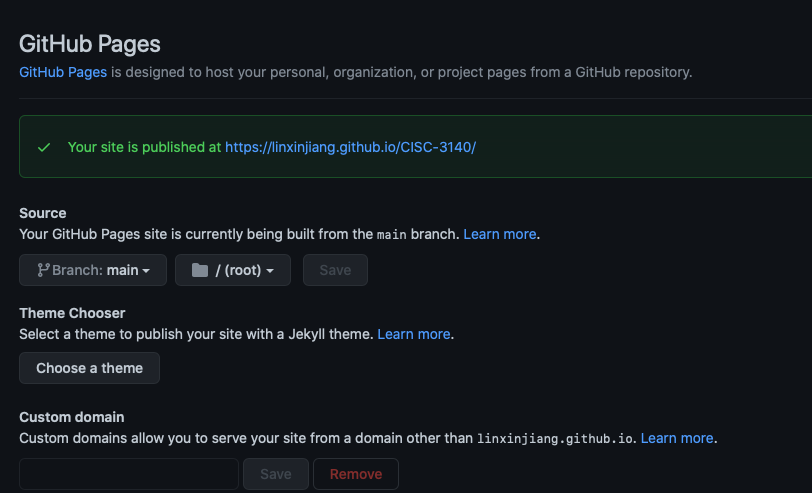 GitHub Pages
GitHub Pages is designed to host your personal, organization, or project pages from a GitHub repository.
Your site is published at https://linxinjiang.github.io/CISC-3140/
Source
Your GitHub Pages site is currently being built from the main branch. Learn more.
Branch: main / (root) Save
Theme Chooser
Select a theme to publish your site with a Jekyll theme. Learn more.
Choose a theme
Custom domain
Custom domains allow you to serve your site from a domain other than linxinjiang.github.io. Learn more.
Save Remove